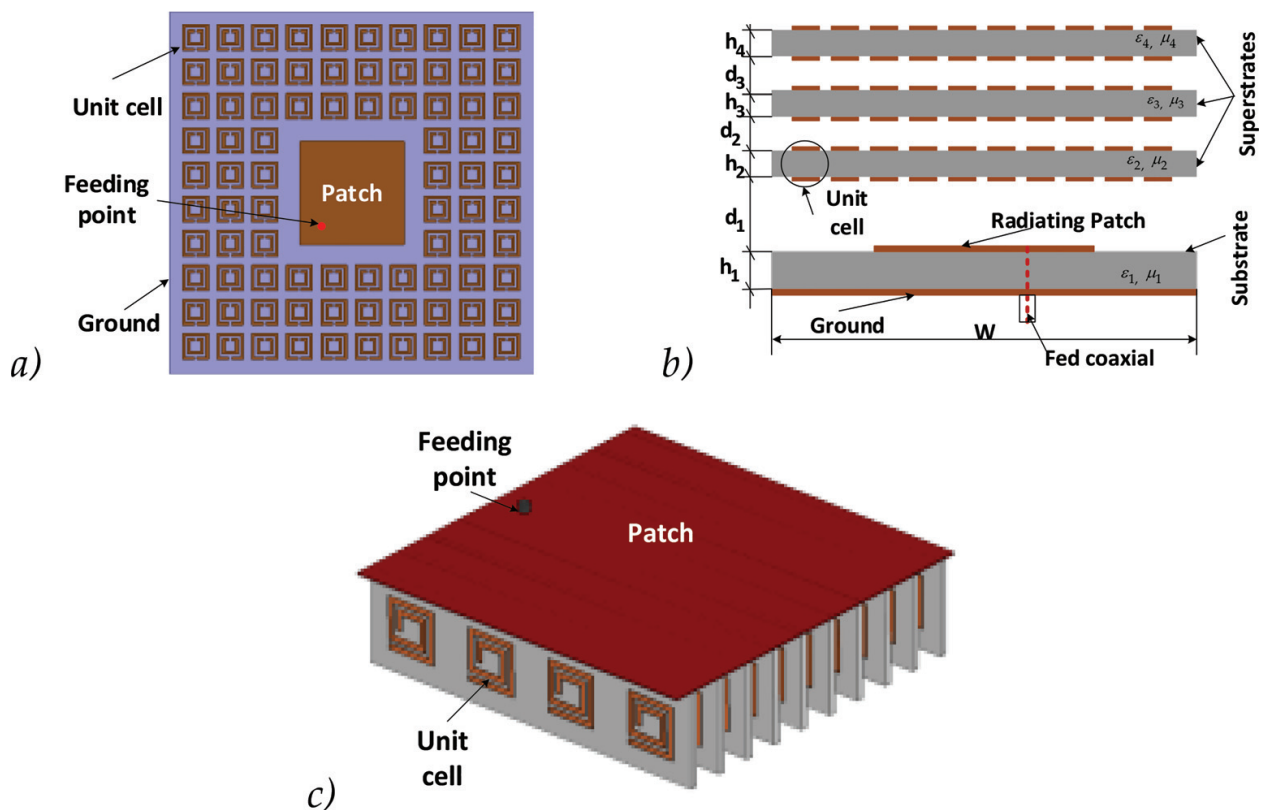 Unit cell
Feeding
point
Ground
Patch
a)
h4
d3
h3
d2
h2
d1
h1
ε4, μ4
ε3, μ3
ε2, μ2
Superstrates
Unit
cell
Radiating Patch
Substrate
ε1, μ1
Ground
W
Fed coaxial
b)
Feeding
point
Patch
Unit
cell
c)